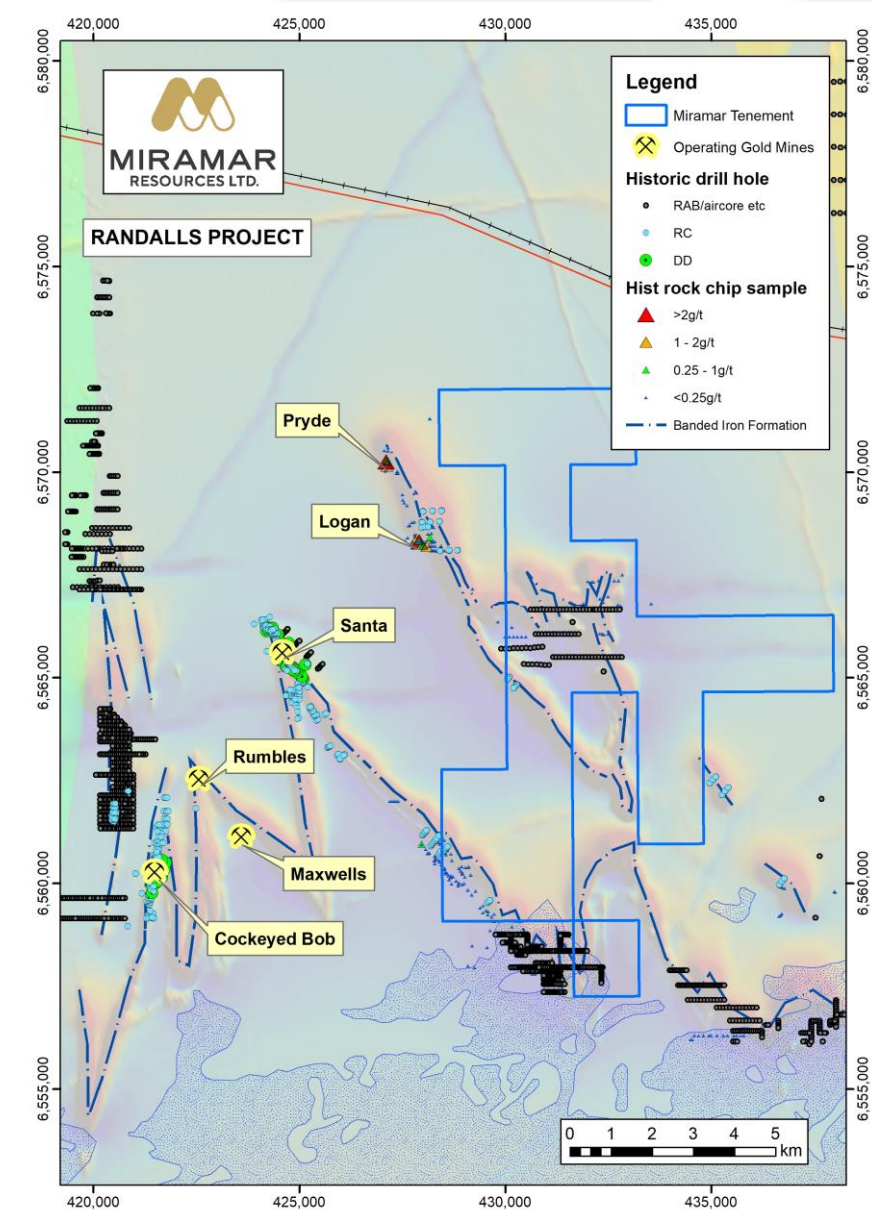 420,000 425,000 430,000 435,000
6,580,000 6,580,000
MIRAMAR
RESOURCES LTD.
RANDALLS PROJECT
Legend
Miramar Tenement
Operating Gold Mines
Historic drill hole
RAB/aircore etc
RC
DD
Hist rock chip sample
>2g/t
1 - 2g/t
0.25 - 1g/t
<0.25g/t
Banded Iron Formation
6,575,000 6,575,000
Pryde
6,570,000 6,570,000
Logan
Santa
6,565,000 6,565,000
Rumbles
Maxwells
6,560,000 6,560,000
Cockeyed Bob
6,555,000 6,555,000
0 1 2 3 4 5
km
420,000 425,000 430,000 435,000